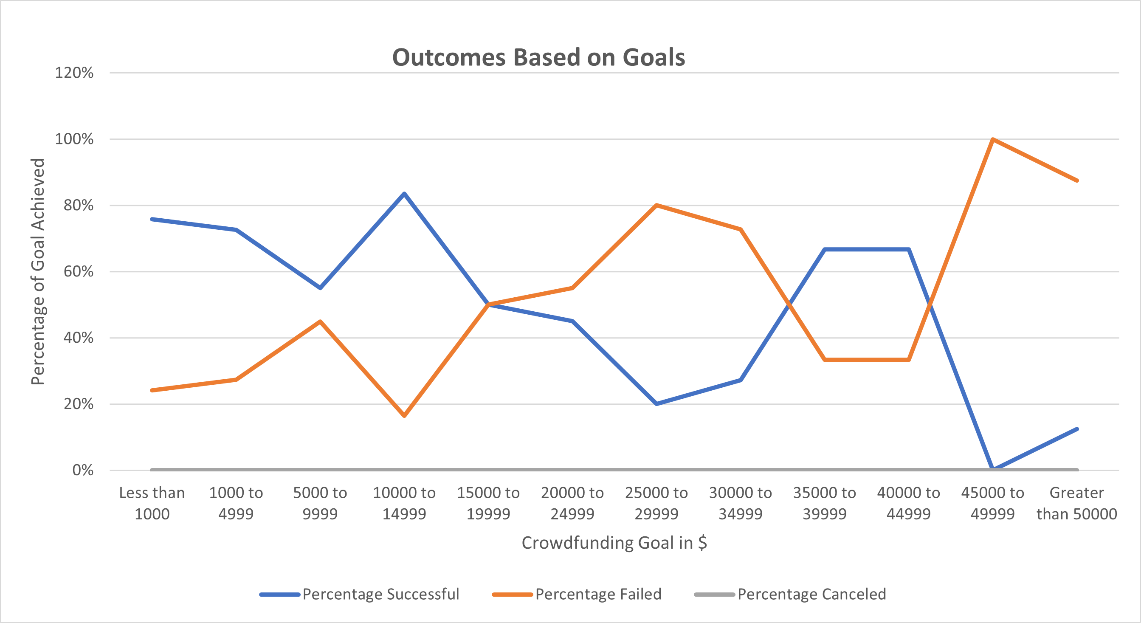 Outcomes Based on Goals
120%
100%
80%
60%
40%
20%
0%
Percentage of Goal Achieved
Less than
1000
1000 to
4999
5000 to
9999
10000 to
14999
15000 to
19999
20000 to
24999
25000 to
29999
30000 to
34999
35000 to
39999
40000 to
44999
45000 to
49999
Greater
than 50000
Crowdfunding Goal in $
Percentage Successful
Percentage Failed
Percentage Canceled